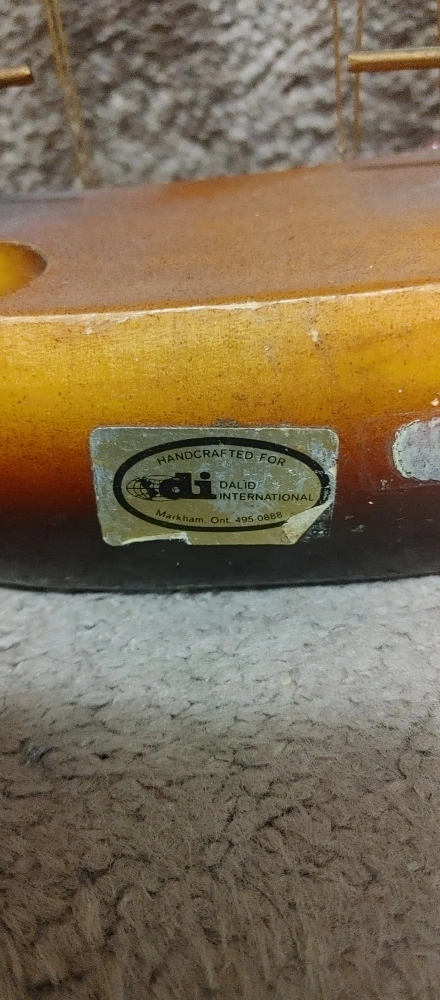 HANDCRAFTED FOR
di DALID
INTERNATIONAL
Markham, Ont. 495-0888